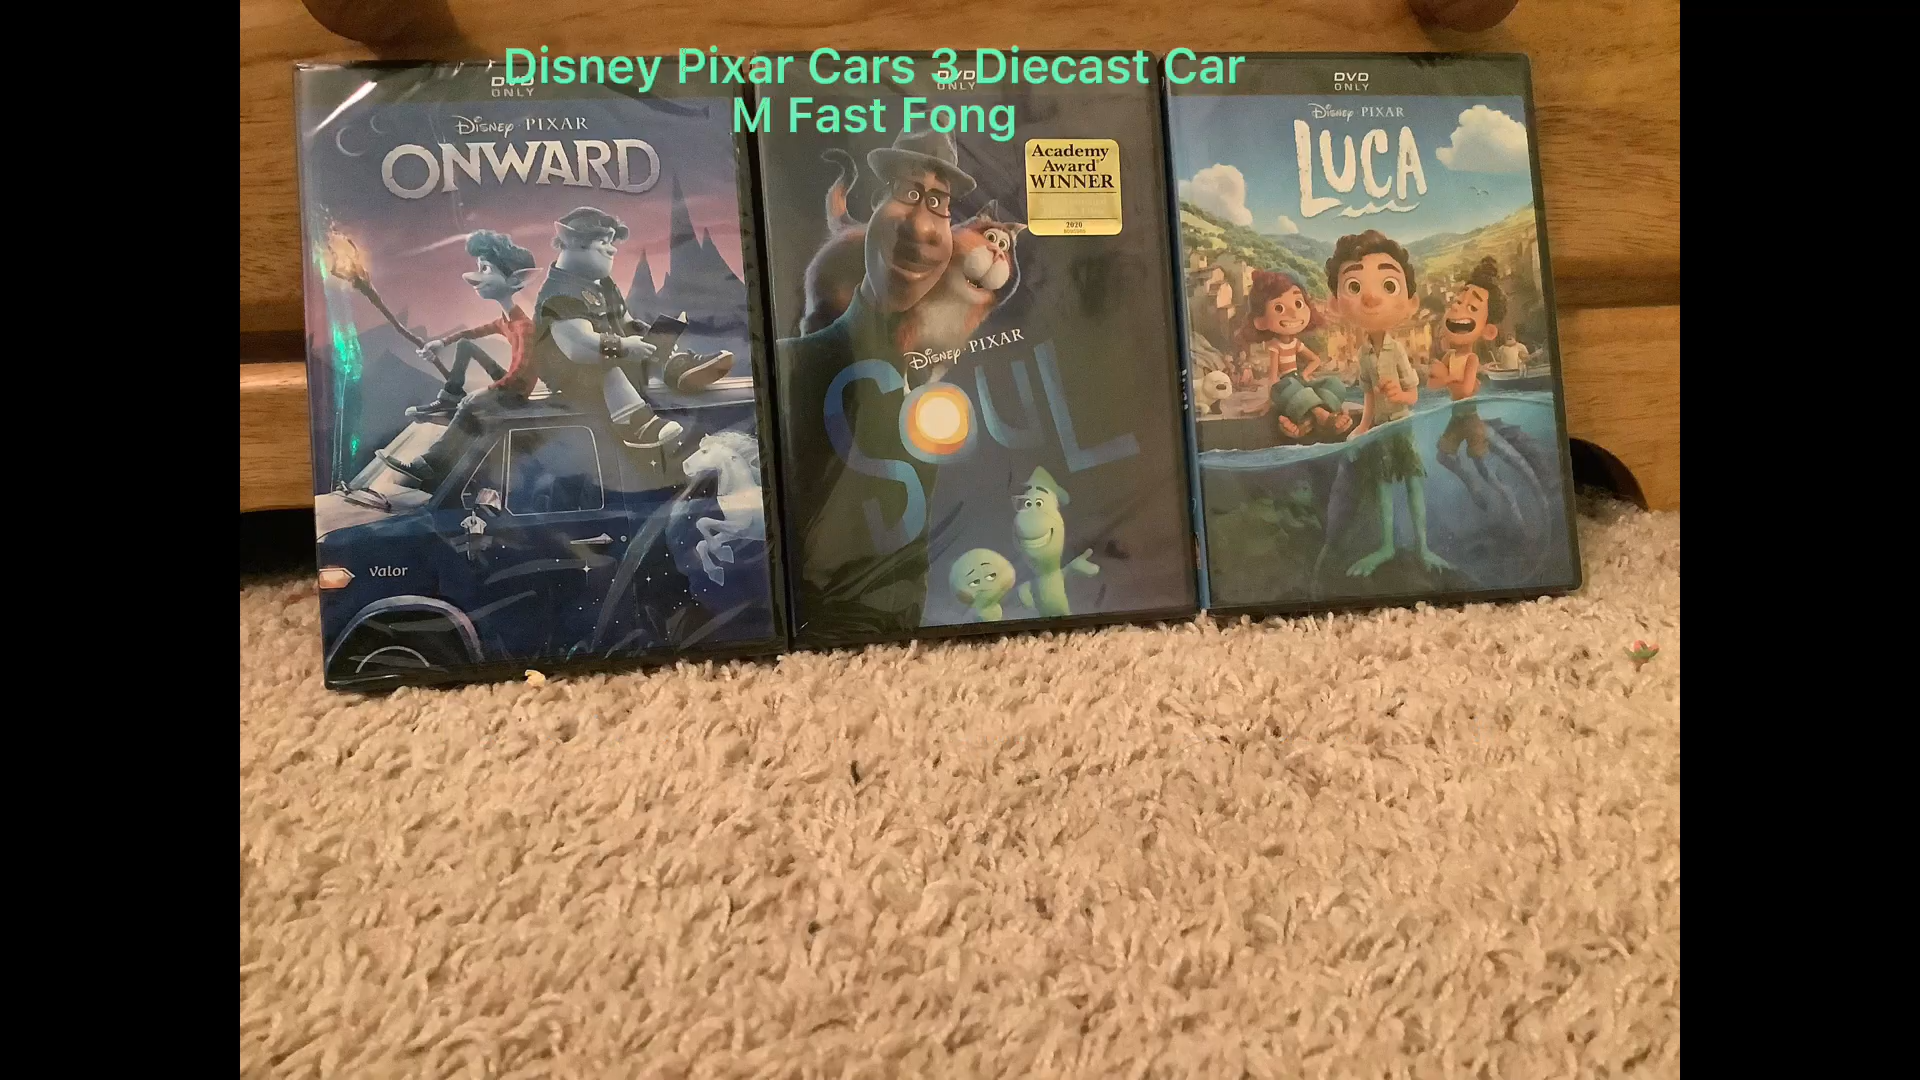 Disney Pixar Cars 3 Diecast Car
M Fast Fong
DVD
ONLY
Disney · PIXAR
ONWARD
Valor
DVD
ONLY
Academy
Award
WINNER
2020
Disney · PIXAR
SOUL
DVD
ONLY
Disney · PIXAR
LUCA